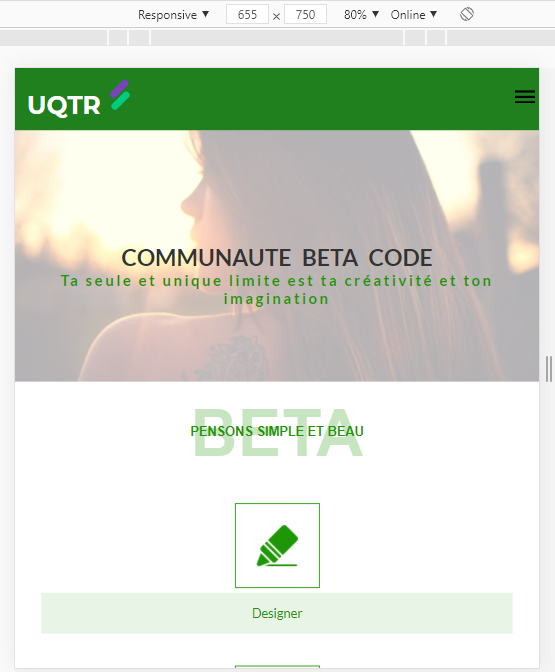 Responsive ▼ 655 × 750 80% ▼ Online ▼
UQTR
COMMUNAUTE BETA CODE
Ta seule et unique limite est ta créativité et ton
imagination
BETA
PENSONS SIMPLE ET BEAU
Designer